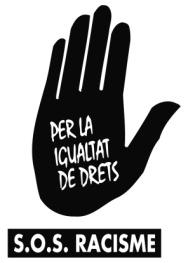 PER LA
IGUALTAT
DE DRETS
S.O.S. RACISME